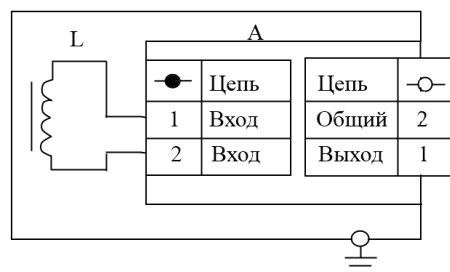 L
A
Цепь
Цепь
1 Вход
Общий 2
2 Вход
Выход 1